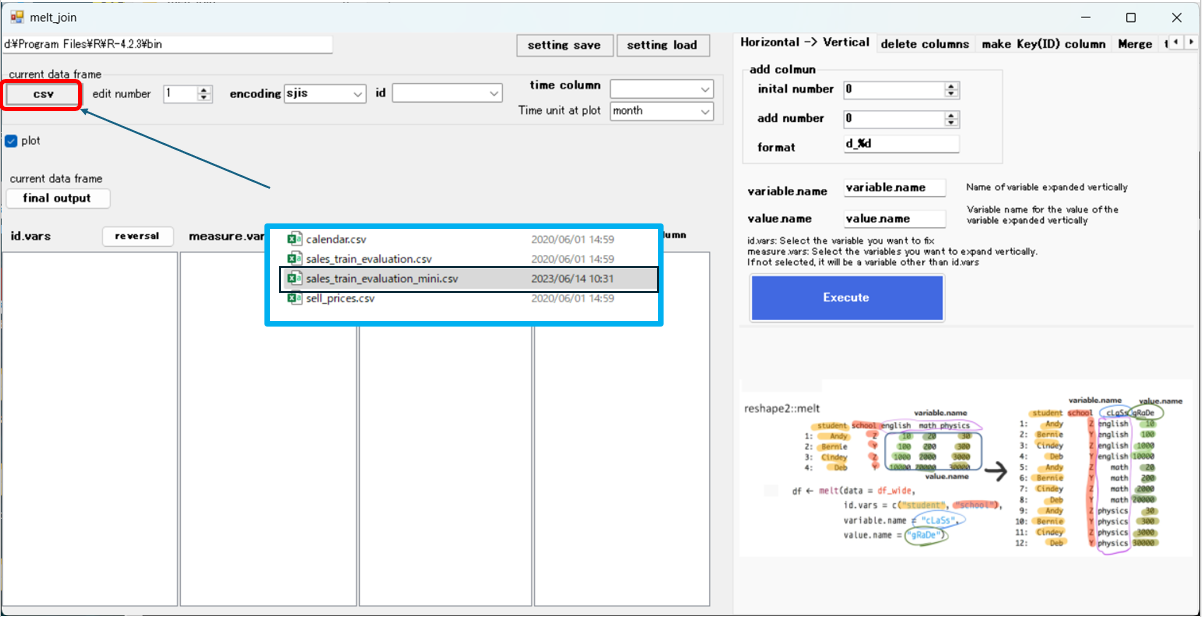 melt_join
d:¥Program Files¥R¥R-4.2.3¥bin
setting save
setting load
current data frame
csv
edit number
1
encoding
sjis
id
time column
Time unit at plot
month
plot
current data frame
final output
id.vars
reversal
measure.var
lumn
calendar.csv 2020/06/01 14:59
sales_train_evaluation.csv 2020/06/01 14:59
sales_train_evaluation_mini.csv 2023/06/14 10:31
sell_prices.csv 2020/06/01 14:59
Horizontal -> Vertical
delete columns
make Key(ID) column
Merge
t
add colmun
inital number
0
add number
0
format
d_%d
variable.name
variable.name
Name of variable expanded vertically
value.name
value.name
Variable name for the value of the
variable expanded vertically
id.vars: Select the variable you want to fix
measure.vars: Select the variables you want to expand vertically.
If not selected, it will be a variable other than id.vars
Execute
reshape2::melt
variable.name
student school english math physics
1: Andy Z 10 20 30
2: Bernie Y 100 200 300
3: Cindey Z 1000 2000 3000
4: Deb Y 10000 20000 30000
value.name
df <- melt(data = df_wide,
id.vars = c("student", "school"),
variable.name = "cLaSs",
value.name = "gRaDe")
variable.name value.name
student school cLaSs gRaDe
1: Andy Z english 10
2: Bernie Y english 100
3: Cindey Z english 1000
4: Deb Y english 10000
5: Andy Z math 20
6: Bernie Y math 200
7: Cindey Z math 2000
8: Deb Y math 20000
9: Andy Z physics 30
10: Bernie Y physics 300
11: Cindey Z physics 3000
12: Deb Y physics 30000